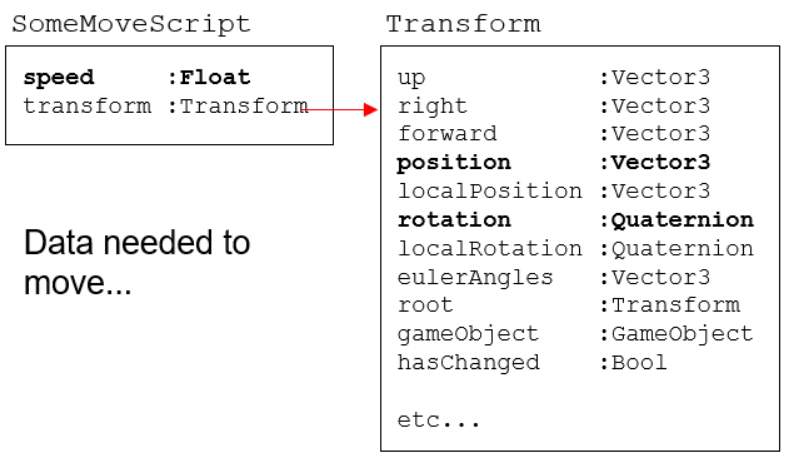 SomeMoveScript
speed :Float
transform :Transform
Data needed to
move...
Transform
up :Vector3
right :Vector3
forward :Vector3
position :Vector3
localPosition :Vector3
rotation :Quaternion
localRotation :Quaternion
eulerAngles :Vector3
root :Transform
gameObject :GameObject
hasChanged :Bool
etc...